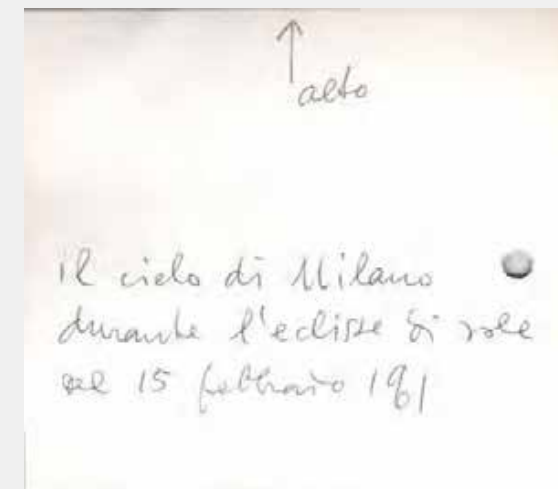 alto
Il cielo di Milano
durante l'eclisse di sole
del 15 febbraio 1961